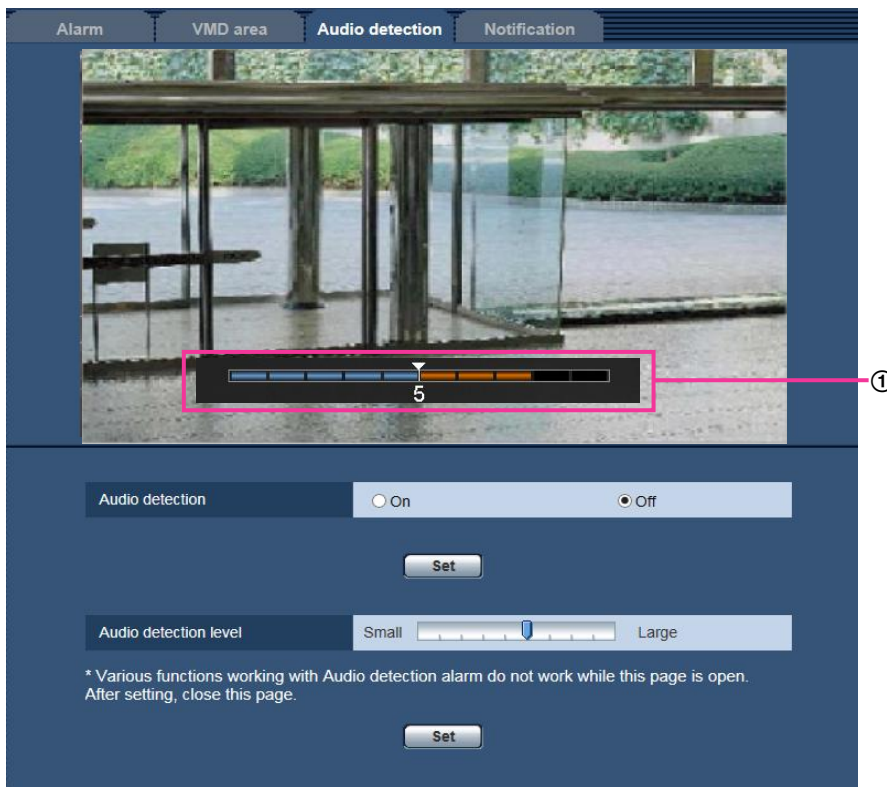 Alarm VMD area Audio detection Notification
5
①
Audio detection On Off
Set
Audio detection level Small Large
* Various functions working with Audio detection alarm do not work while this page is open.
After setting, close this page.
Set